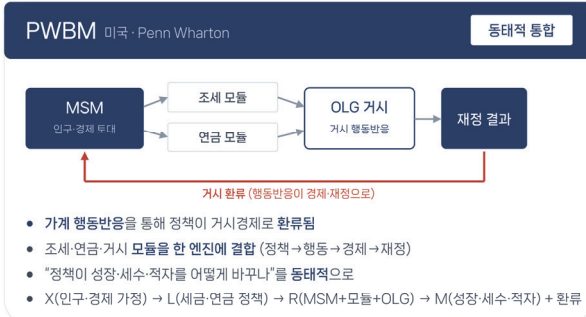 PWBM 미국 · Penn Wharton
동태적 통합
MSM
인구·경제 토대
조세 모듈
연금 모듈
OLG 거시
거시 행동반응
재정 결과
거시 환류 (행동반응이 경제·재정으로)
• 가계 행동반응을 통해 정책이 거시경제로 환류됨
• 조세·연금·거시 모듈을 한 엔진에 결합 (정책→행동→경제→재정)
• “정책이 성장·세수·적자를 어떻게 바꾸나”를 동태적으로
• X(인구·경제 가정) → L(세금·연금 정책) → R(MSM+모듈+OLG) → M(성장·세수·적자) + 환류